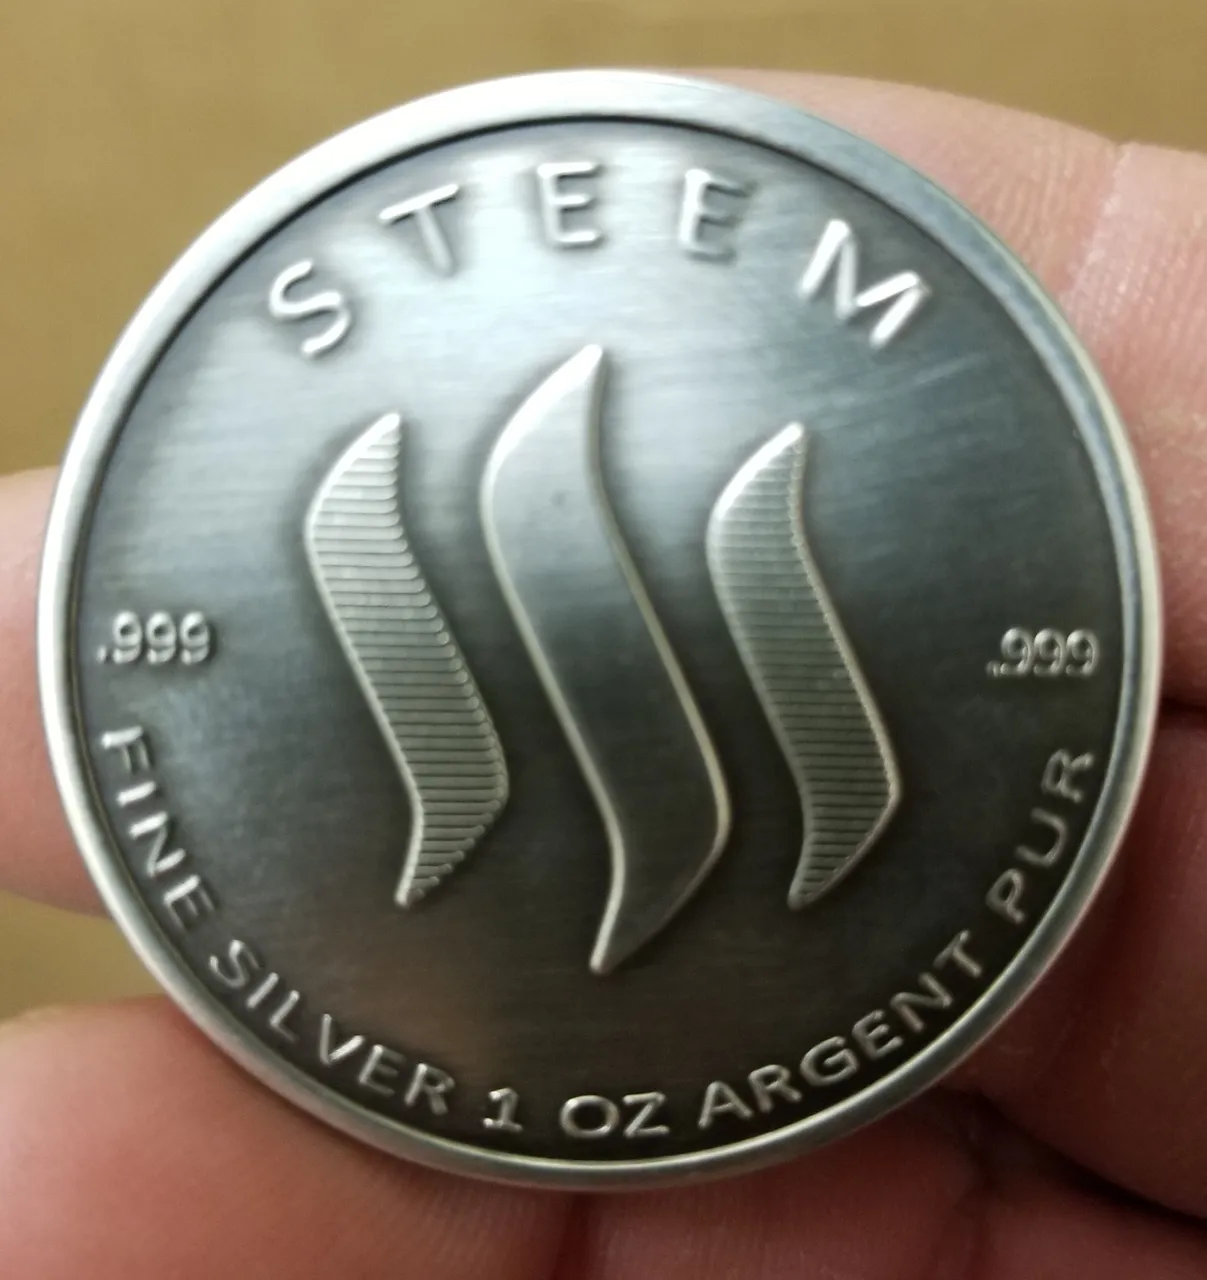 STEEM
.999
.999
FINE SILVER 1 OZ ARGENT PUR